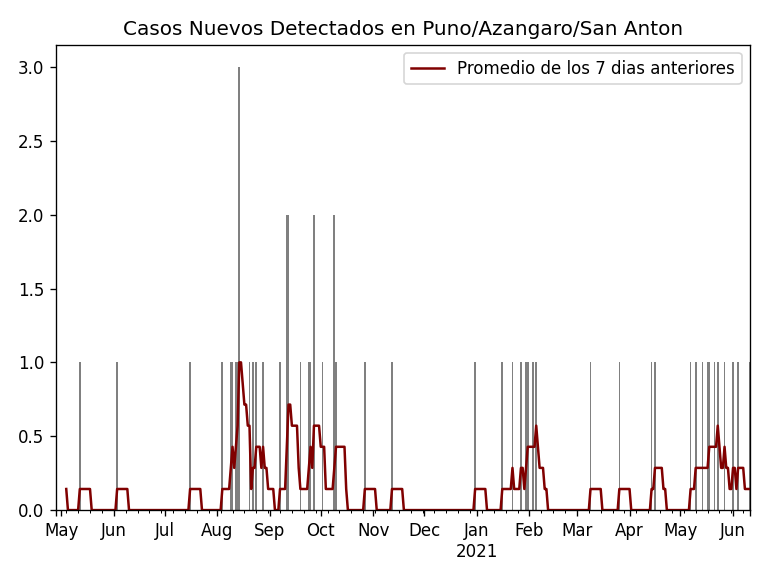 Casos Nuevos Detectados en Puno/Azangaro/San Anton
Promedio de los 7 dias anteriores
3.0
2.5
2.0
1.5
1.0
0.5
0.0
May Jun Jul Aug Sep Oct Nov Dec Jan Feb Mar Apr May Jun
2021